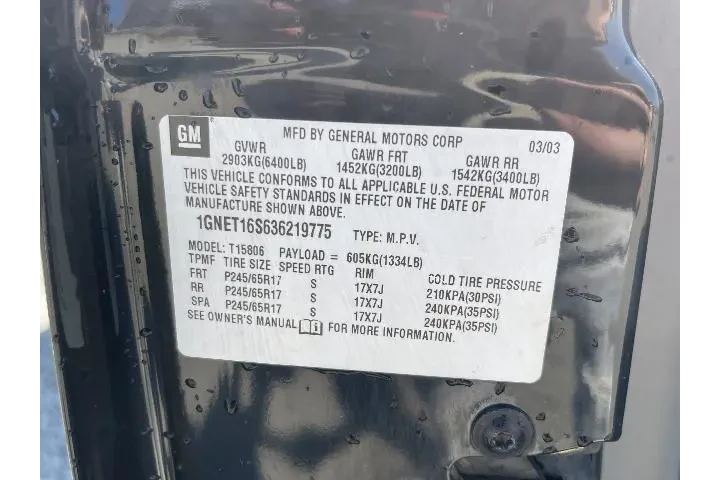 GM MFD BY GENERAL MOTORS CORP 03/03
GVWR GAWR FRT GAWR RR
2903KG(6400LB) 1452KG(3200LB) 1542KG(3400LB)
THIS VEHICLE CONFORMS TO ALL APPLICABLE U.S. FEDERAL MOTOR
VEHICLE SAFETY STANDARDS IN EFFECT ON THE DATE OF
MANUFACTURE SHOWN ABOVE.
1GNET16S636219775 TYPE: M.P.V.
MODEL: T15806 PAYLOAD = 605KG(1334LB)
TPMF TIRE SIZE SPEED RTG RIM COLD TIRE PRESSURE
FRT P245/65R17 S 17X7J 210KPA(30PSI)
RR P245/65R17 S 17X7J 240KPA(35PSI)
SPA P245/65R17 S 17X7J 240KPA(35PSI)
SEE OWNER'S MANUAL FOR MORE INFORMATION.